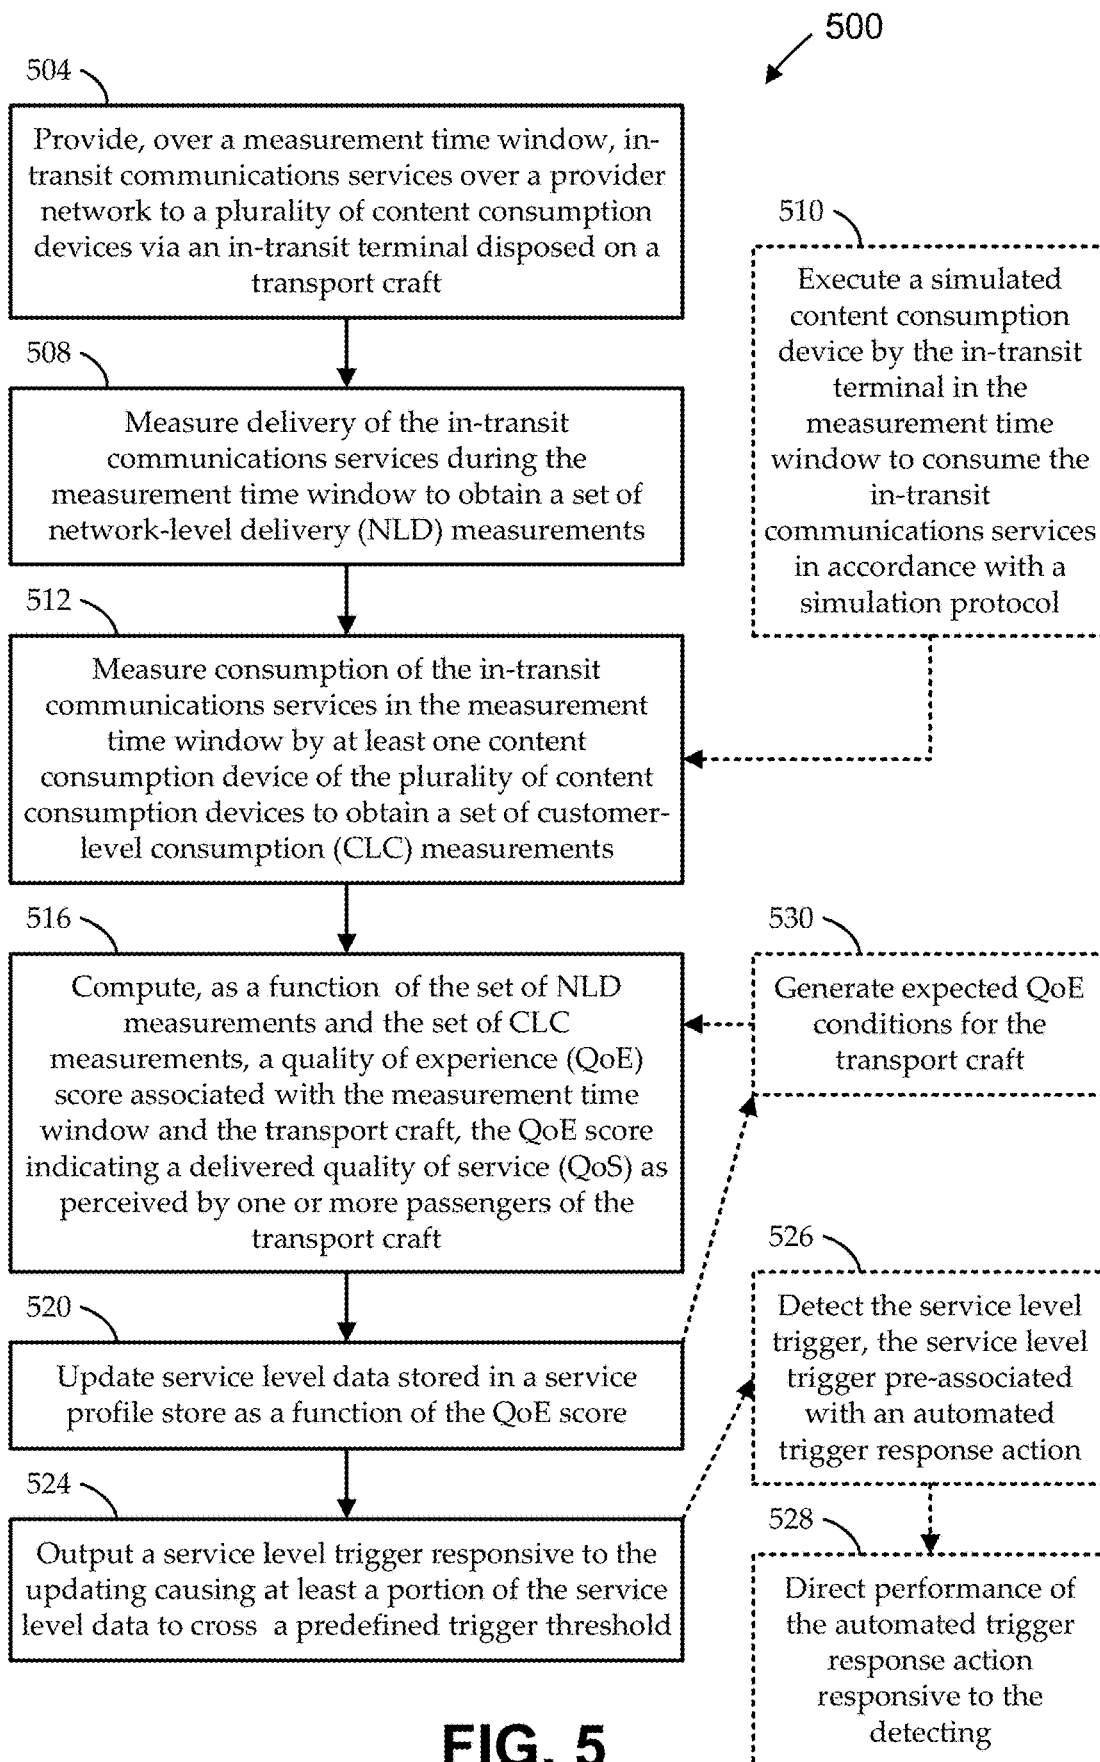 500
504
Provide, over a measurement time window, in-
transit communications services over a provider
network to a plurality of content consumption
devices via an in-transit terminal disposed on a
transport craft
508
Measure delivery of the in-transit
communications services during the
measurement time window to obtain a set of
network-level delivery (NLD) measurements
510
Execute a simulated
content consumption
device by the in-transit
terminal in the
measurement time
window to consume the
in-transit
communications services
in accordance with a
simulation protocol
512
Measure consumption of the in-transit
communications services in the measurement
time window by at least one content
consumption device of the plurality of content
consumption devices to obtain a set of customer-
level consumption (CLC) measurements
516
Compute, as a function of the set of NLD
measurements and the set of CLC
measurements, a quality of experience (QoE)
score associated with the measurement time
window and the transport craft, the QoE score
indicating a delivered quality of service (QoS) as
perceived by one or more passengers of the
transport craft
530
Generate expected QoE
conditions for the
transport craft
520
Update service level data stored in a service
profile store as a function of the QoE score
524
Output a service level trigger responsive to the
updating causing at least a portion of the service
level data to cross a predefined trigger threshold
526
Detect the service level
trigger, the service level
trigger pre-associated
with an automated
trigger response action
528
Direct performance of
the automated trigger
response action
responsive to the
detecting
FIG. 5